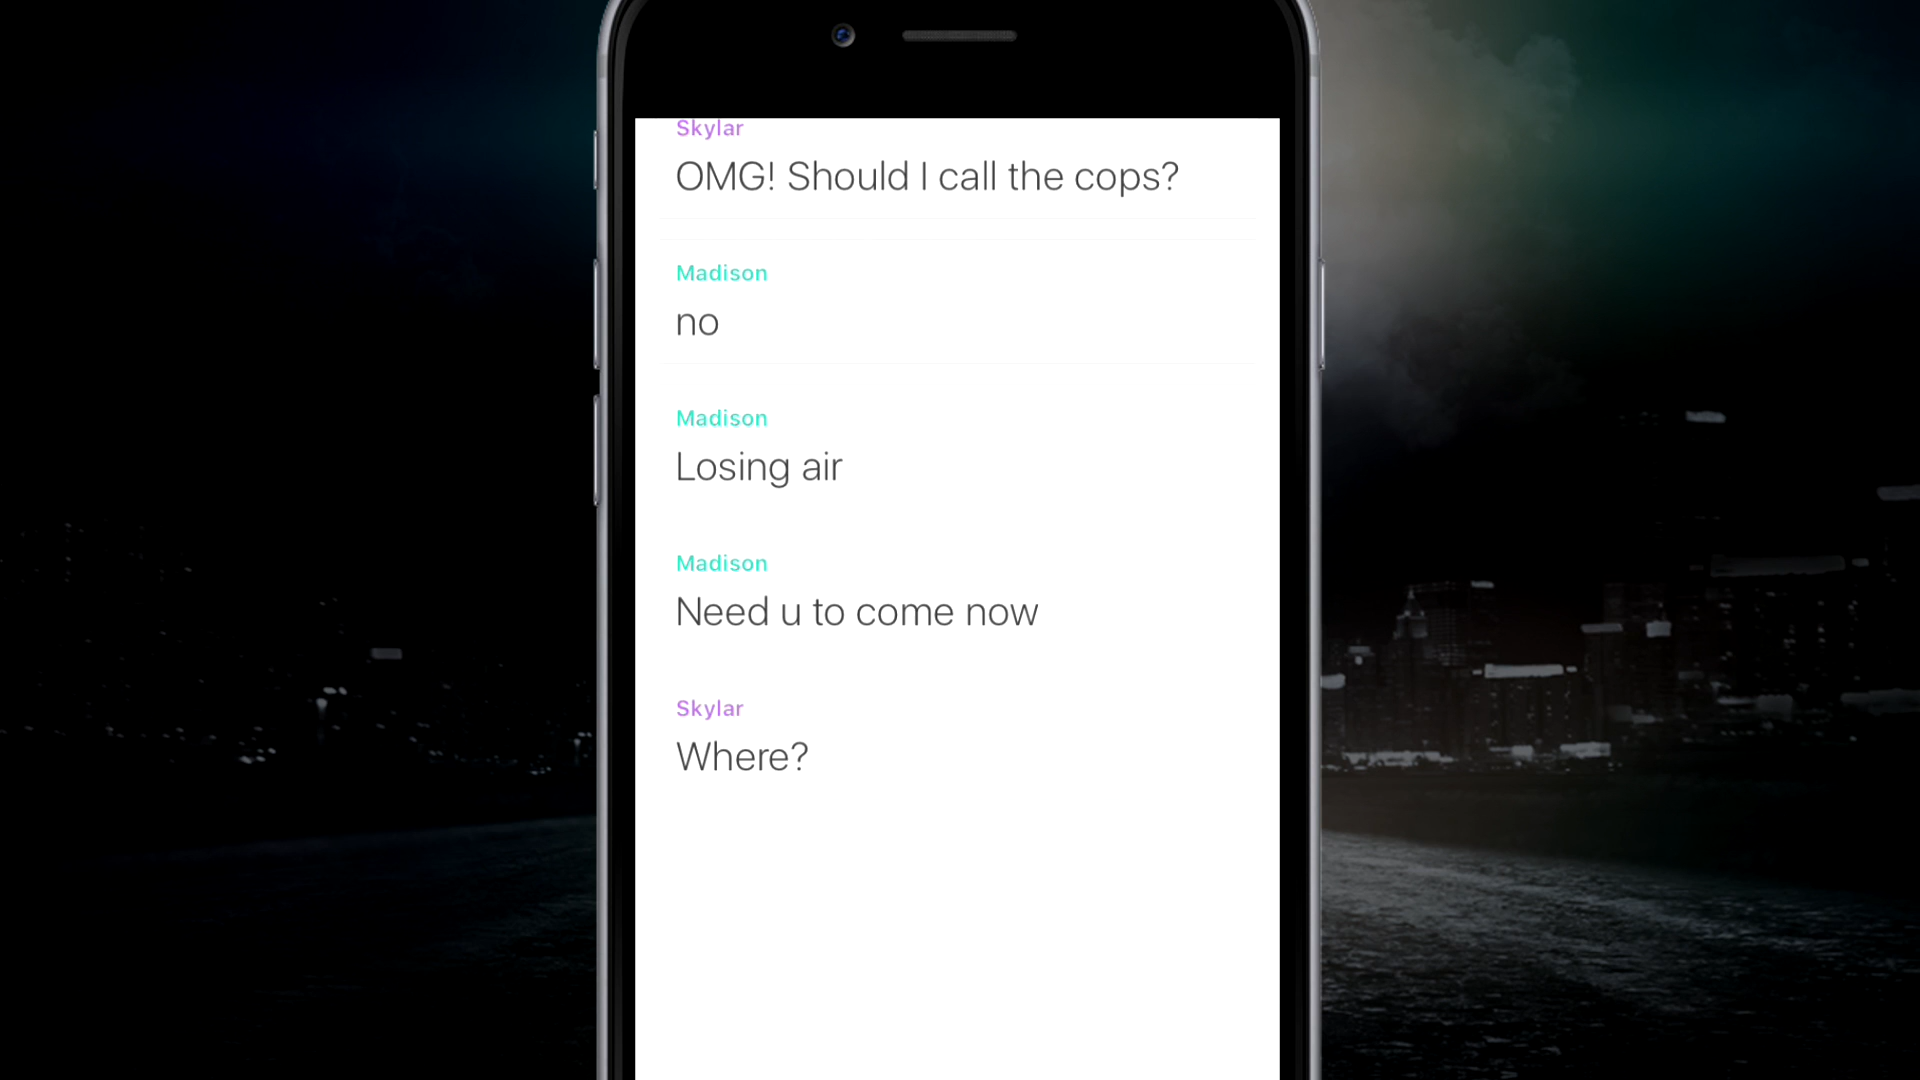 Skylar
OMG! Should I call the cops?
Madison
no
Madison
Losing air
Madison
Need u to come now
Skylar
Where?